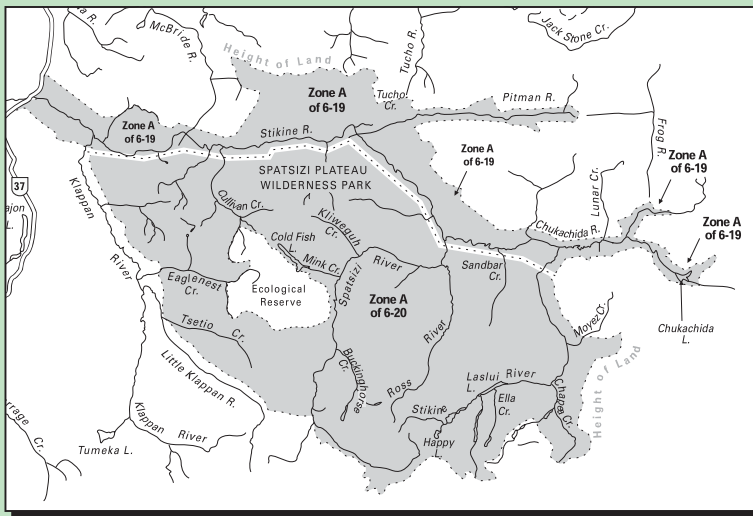 McBride R.
Jack Stone Cr.
Tucho R.
Height of Land
Zone A
of 6-19
Tucho
Cr.
Pitman R.
Zone A
of 6-19
Stikine R.
Frog R.
Zone A
of 6-19
Zone A
of 6-19
37
Klappan
River
SPATSIZI PLATEAU
WILDERNESS PARK
Lunar Cr.
Cullivan Cr.
Kliweguh
Cr.
Chukachida R.
Zone A
of 6-19
ajon
L.
Cold Fish
L.
Mink Cr.
Spatsizi
River
Sandbar
Cr.
Eaglenest
Cr.
Ecological
Reserve
Zone A
of 6-20
Moyez Cr.
Chukachida
L.
Tsetio Cr.
River
Buckinghorse
Cr.
Ross
Little Klappan R.
Laslui
L.
River
Ella
Cr.
Chapea Cr.
Height of Land
Stikine
Happy
L.
Klappan River
Tumeka L.
rrage Cr.